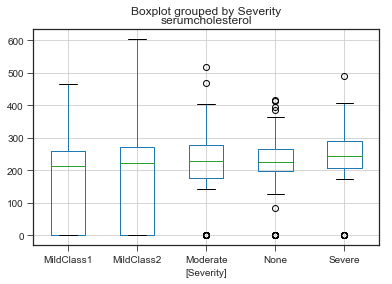 Boxplot grouped by Severity
serumcholesterol
600
500
400
300
200
100
0
MildClass1 MildClass2 Moderate None Severe
[Severity]